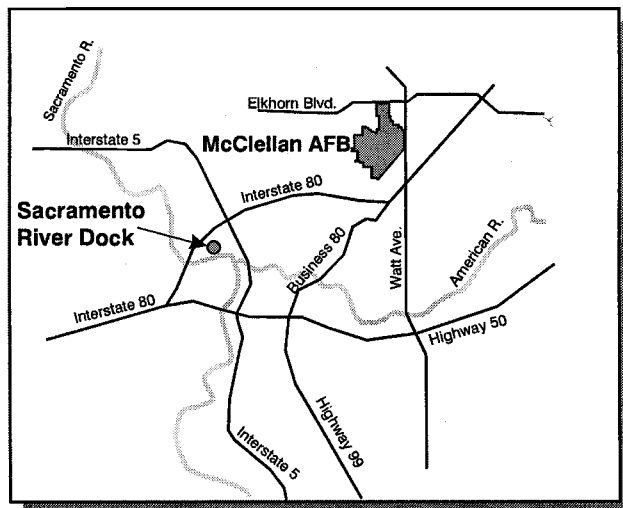 Sacramento R.
Elkhorn Blvd.
Interstate 5
McClellan AFB
Interstate 80
Sacramento
River Dock
Business 80
Watt Ave.
American R.
Interstate 80
Highway 50
Highway 99
Interstate 5